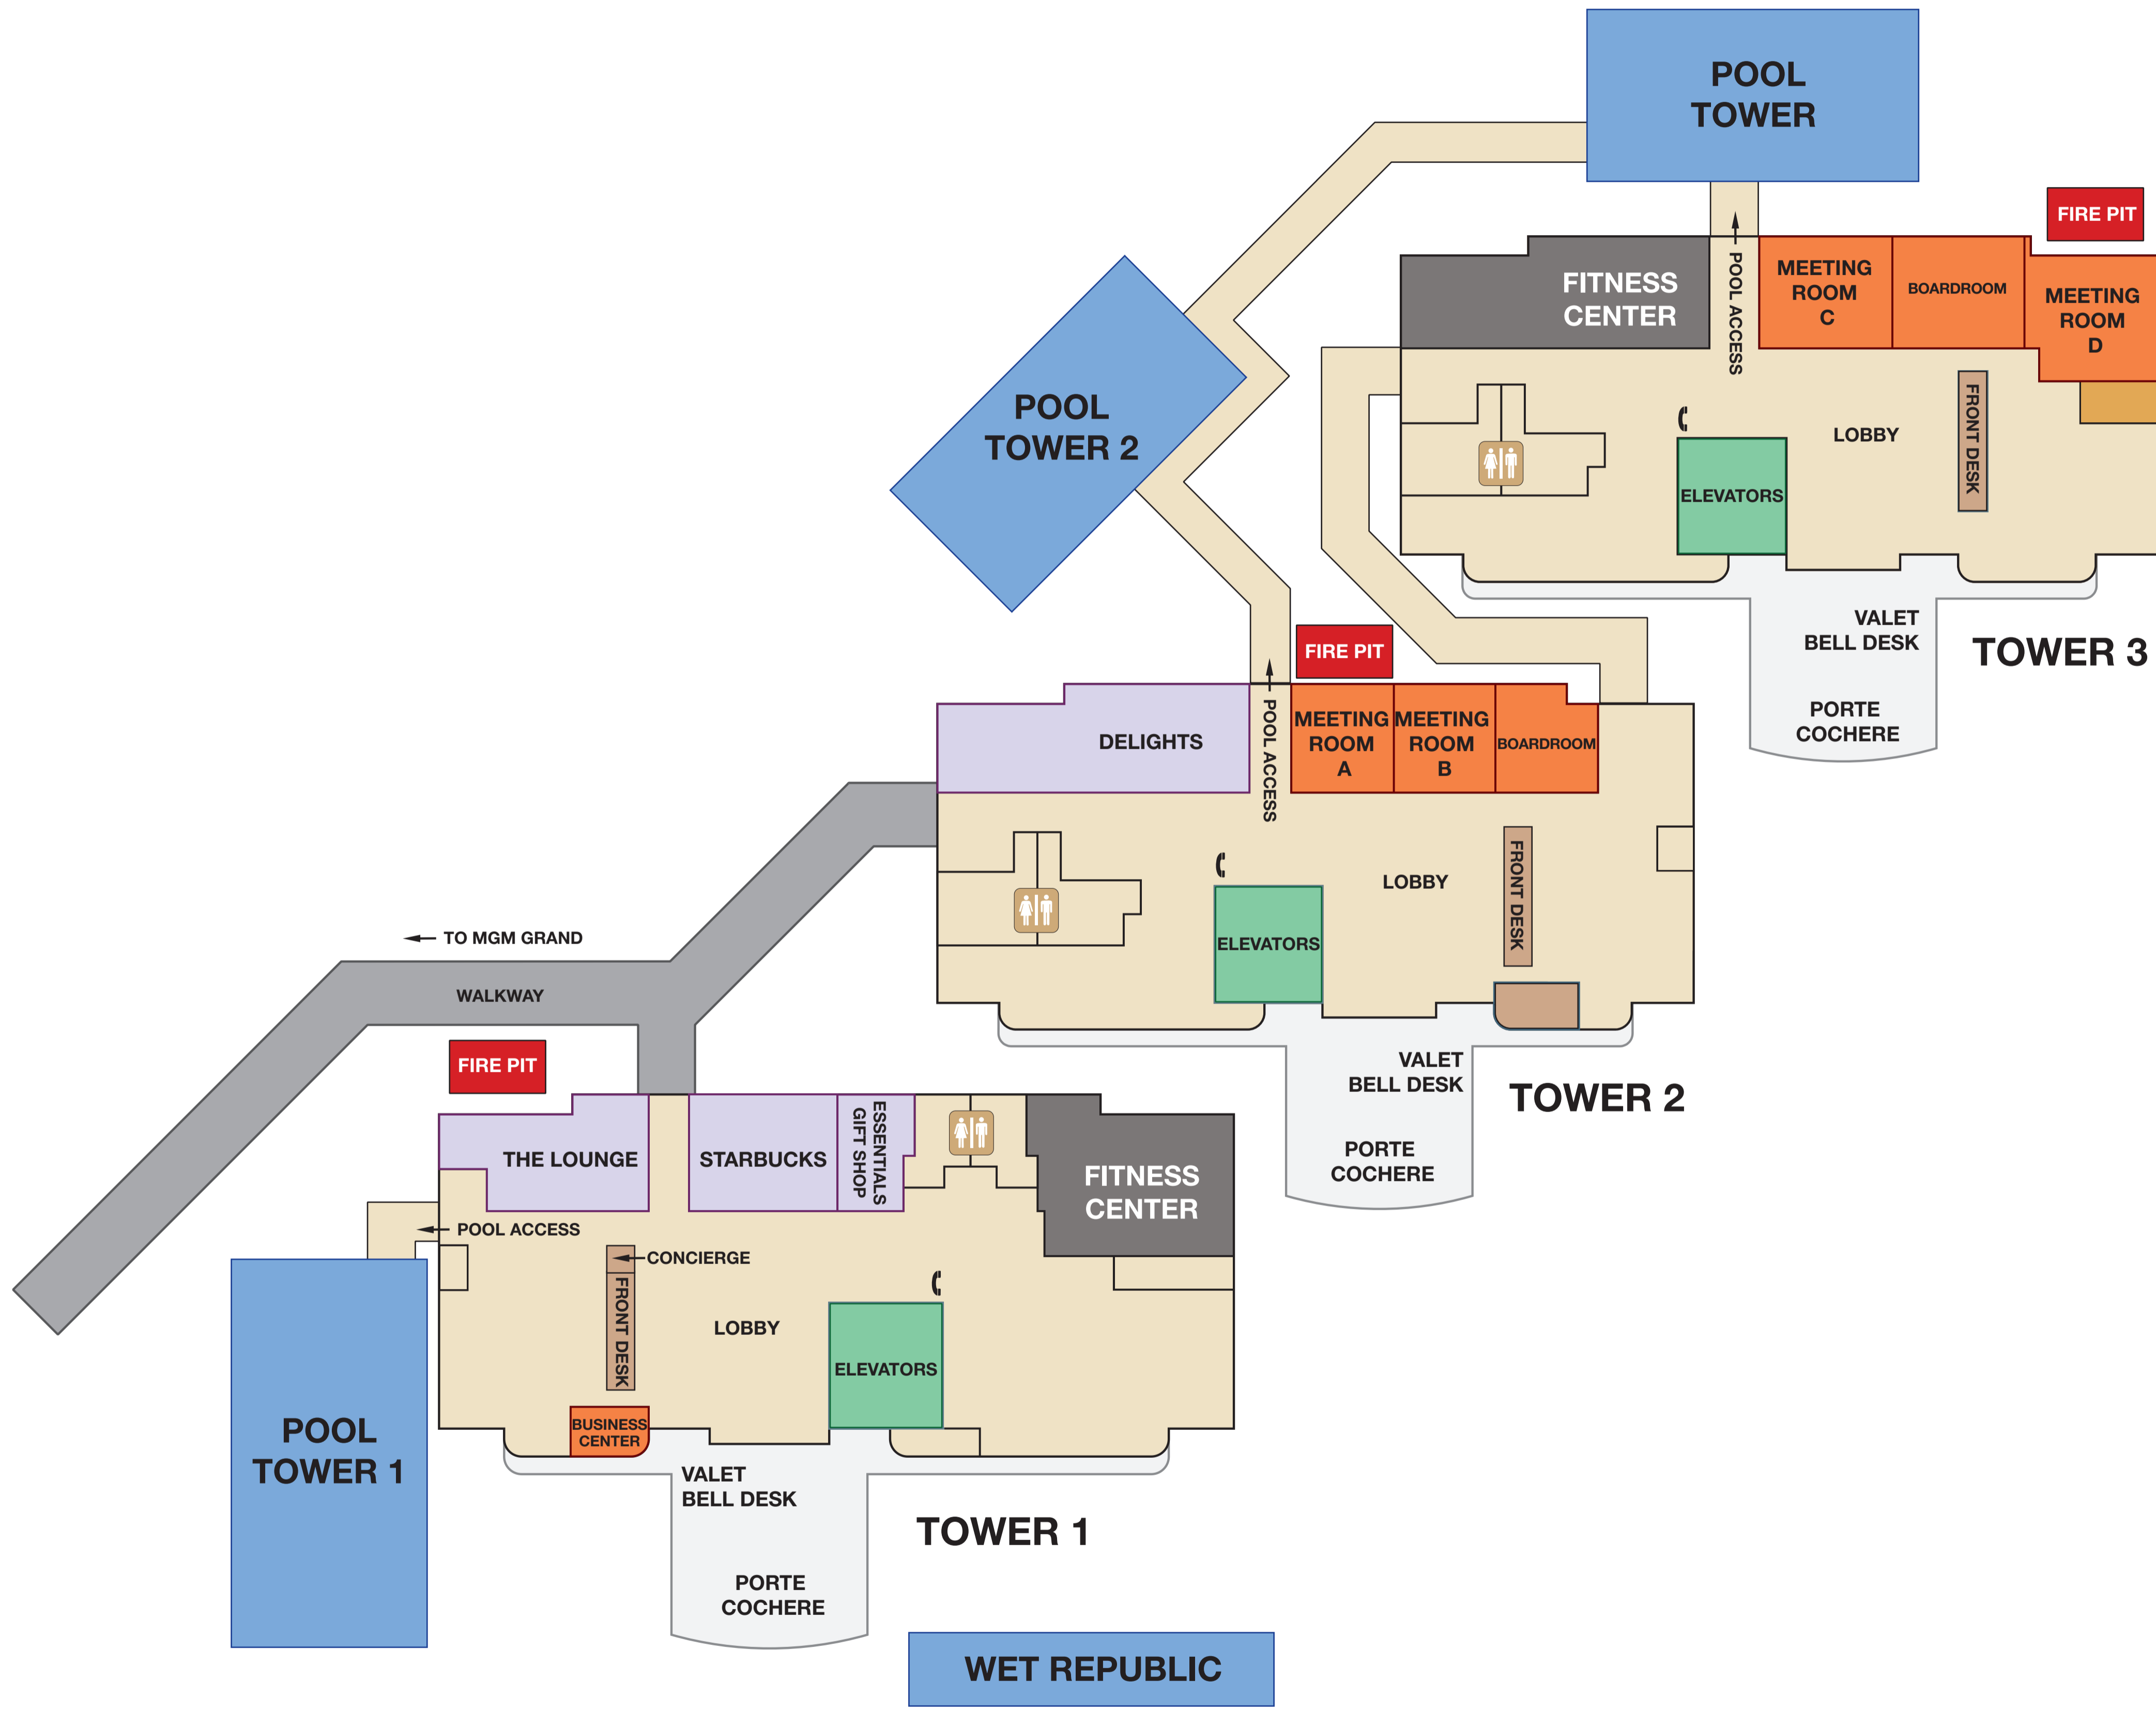 POOL
TOWER
FIRE PIT
FITNESS
CENTER
POOL ACCESS
MEETING
ROOM
C
BOARDROOM
MEETING
ROOM
D
LOBBY
FRONT DESK
ELEVATORS
VALET
BELL DESK
TOWER 3
PORTE
COCHERE
POOL
TOWER 2
FIRE PIT
DELIGHTS
POOL ACCESS
MEETING
ROOM
A
MEETING
ROOM
B
BOARDROOM
LOBBY
FRONT DESK
ELEVATORS
VALET
BELL DESK
TOWER 2
PORTE
COCHERE
TO MGM GRAND
WALKWAY
FIRE PIT
THE LOUNGE
STARBUCKS
ESSENTIALS
GIFT SHOP
FITNESS
CENTER
POOL ACCESS
CONCIERGE
FRONT DESK
LOBBY
ELEVATORS
BUSINESS
CENTER
POOL
TOWER 1
VALET
BELL DESK
TOWER 1
PORTE
COCHERE
WET REPUBLIC